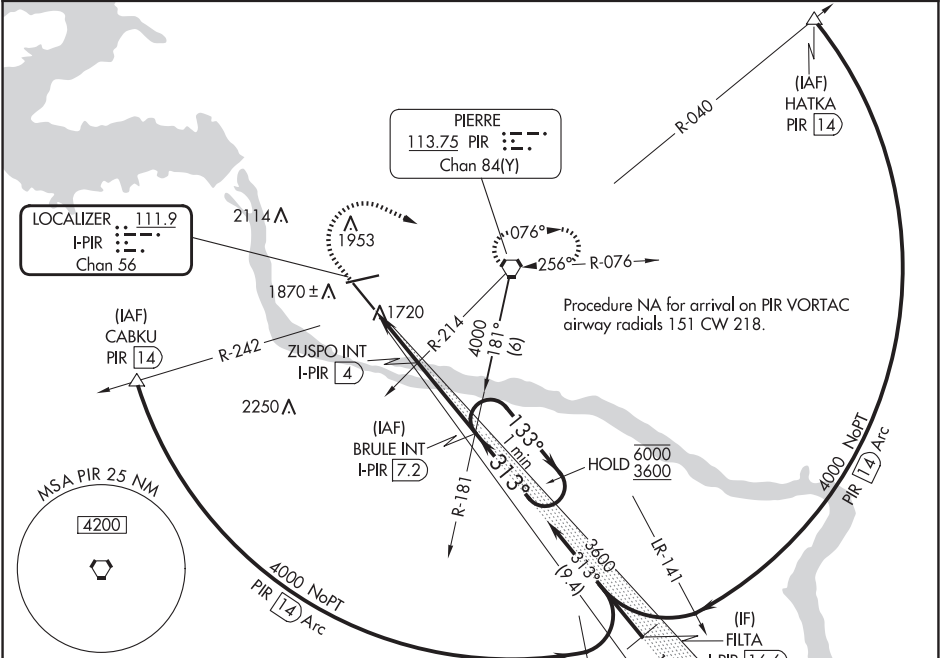 (IAF)
HATKA
PIR 14
R-040
PIERRE
113.75 PIR
Chan 84(Y)
LOCALIZER 111.9
I-PIR
Chan 56
2114
1953
076°
256° R-076
1870 ±
1720
Procedure NA for arrival on PIR VORTAC
airway radials 151 CW 218.
(IAF)
CABKU
PIR 14
R-242
ZUSPO INT
I-PIR 4
R-214
4000
181°
(6)
2250
(IAF)
BRULE INT
I-PIR 7.2
133°
1 min
313°
HOLD 6000
3600
R-181
4000 NoPT
PIR 14 Arc
MSA PIR 25 NM
4200
3600
313°
(9.4)
LR-141
4000 NoPT
PIR 14 Arc
(IF)
FILTA